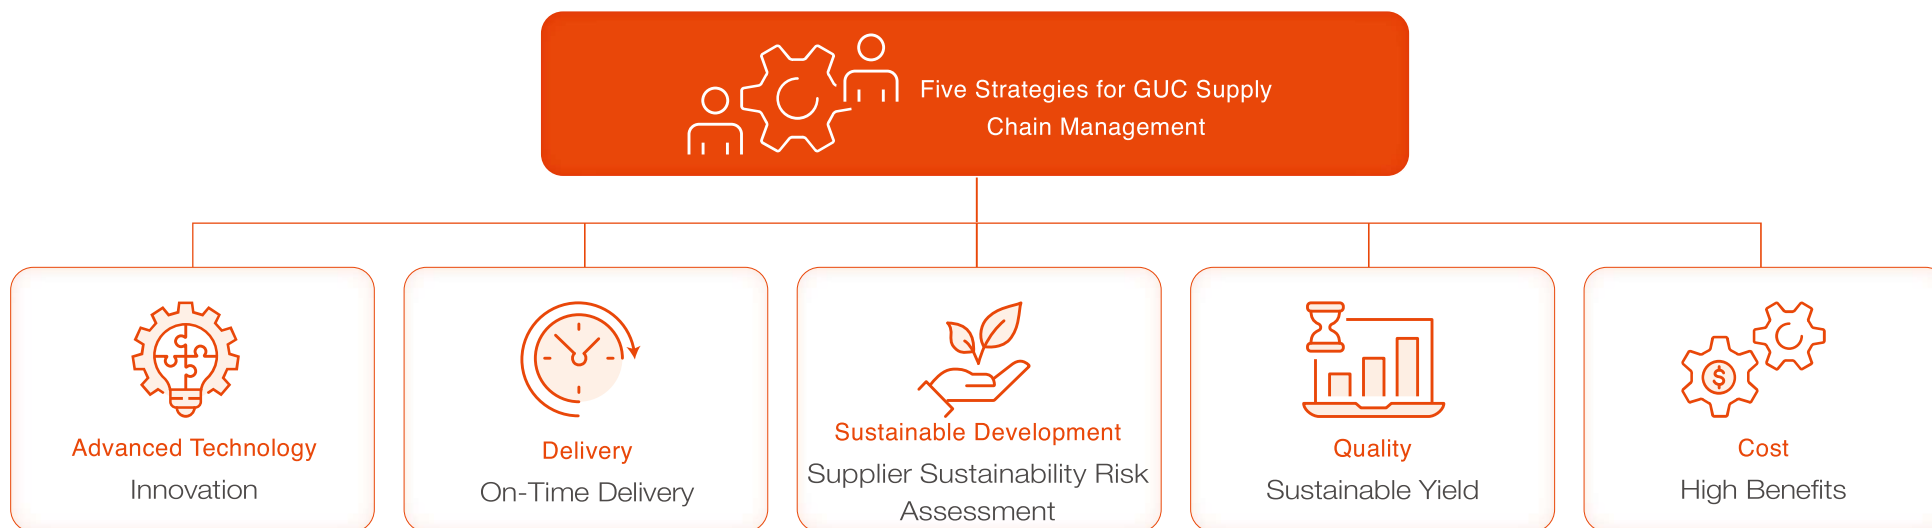 Five Strategies for GUC Supply
Chain Management
Advanced Technology
Innovation
Delivery
On-Time Delivery
Sustainable Development
Supplier Sustainability Risk
Assessment
Quality
Sustainable Yield
Cost
High Benefits